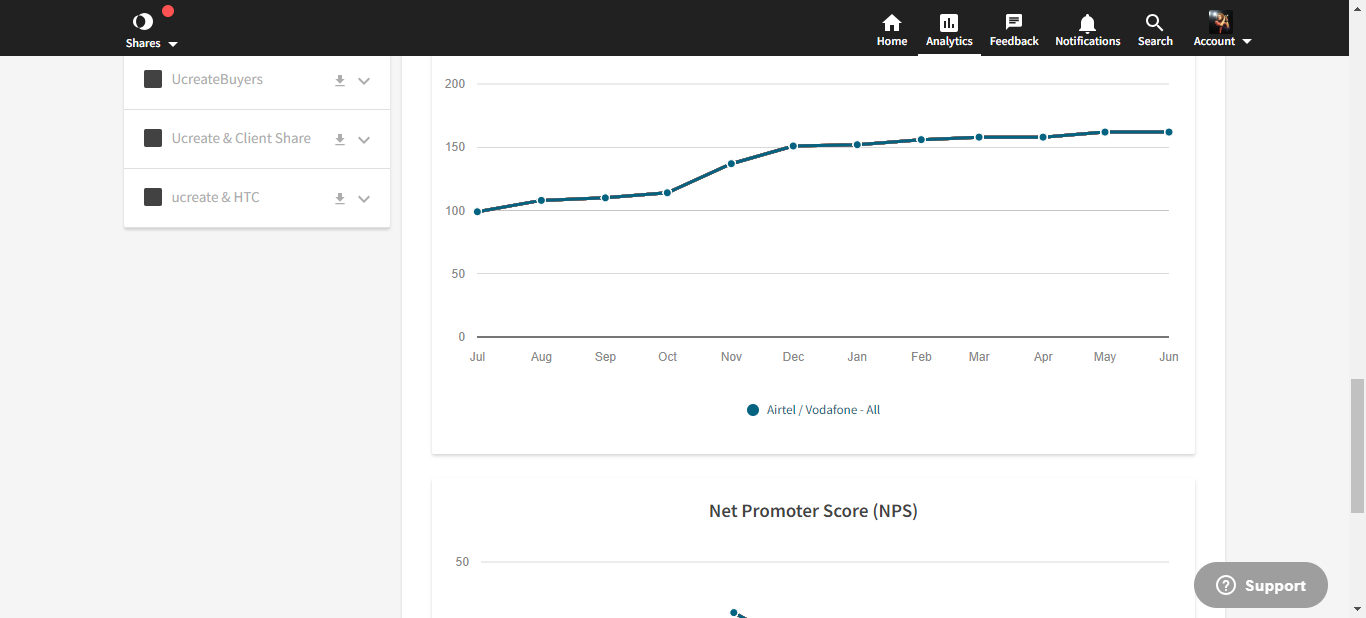 Shares
Home
Analytics
Feedback
Notifications
Search
Account
UcreateBuyers
Ucreate & Client Share
ucreate & HTC
200
150
100
50
0
Jul Aug Sep Oct Nov Dec Jan Feb Mar Apr May Jun
Airtel / Vodafone - All
Net Promoter Score (NPS)
50
Support